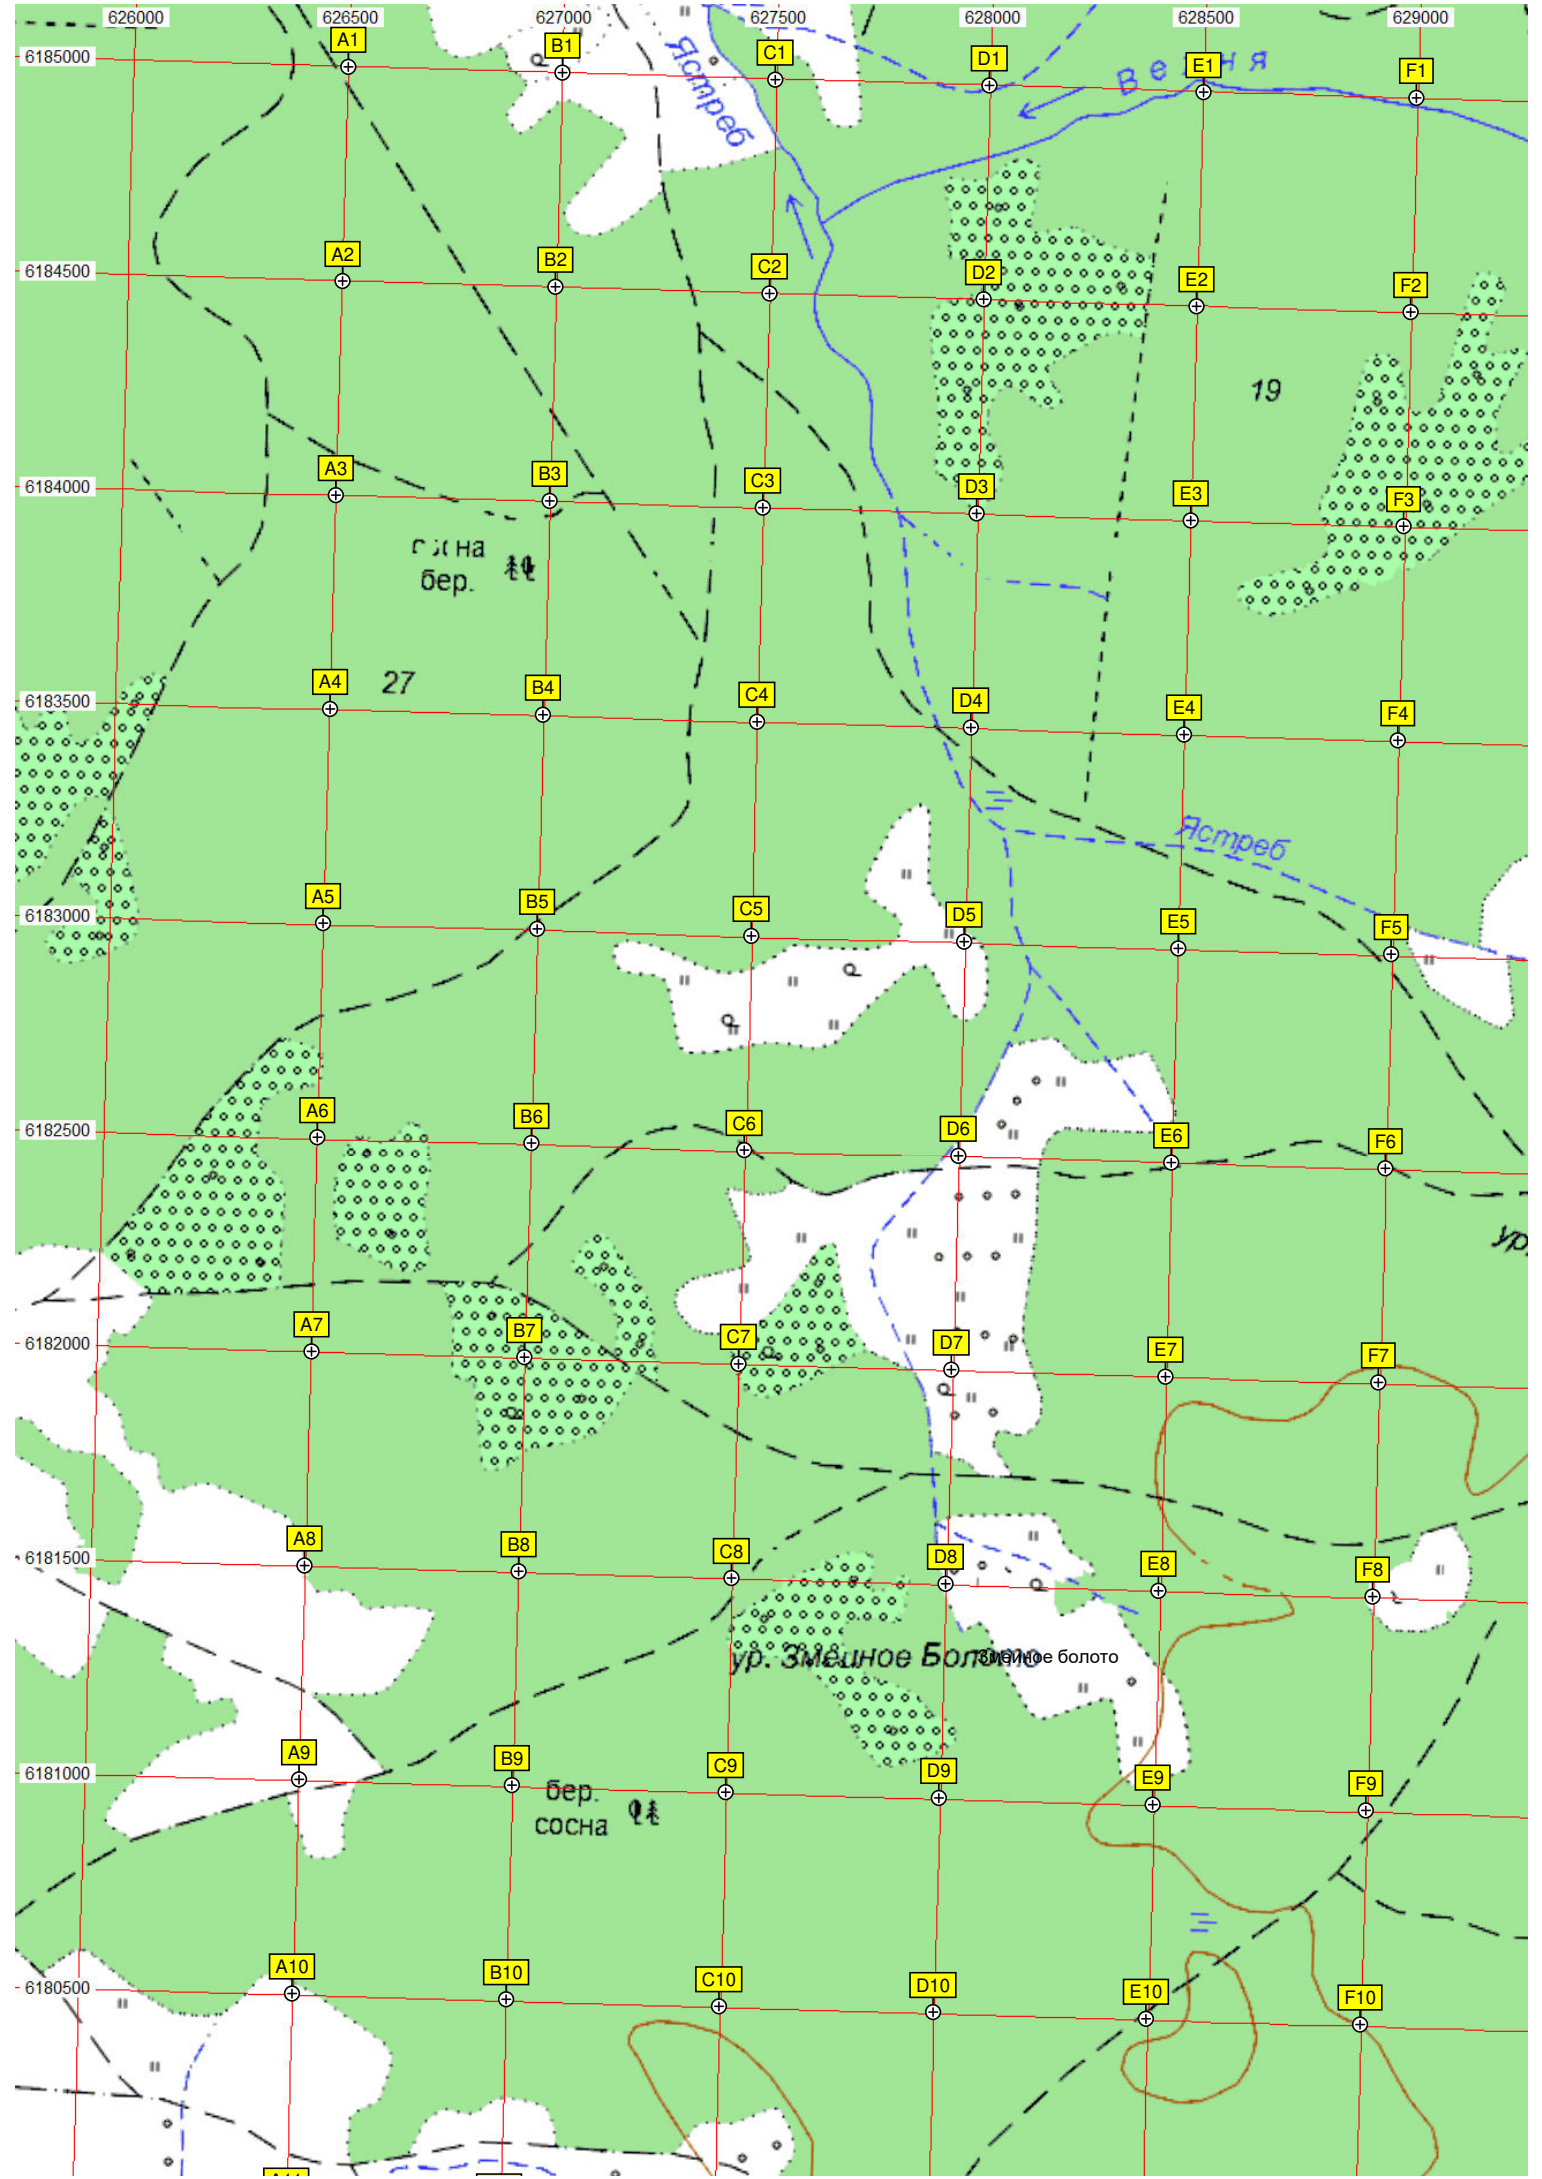 626000 626500 627000 627500 628000 628500 629000
A1 B1 C1 D1 E1 F1
6185000
Ястреб
A2 B2 C2 D2 E2 F2
6184500
19
A3 B3 C3 D3 E3 F3
6184000
бер.
27
A4 B4 C4 D4 E4 F4
6183500
Ястреб
A5 B5 C5 D5 E5 F5
6183000
A6 B6 C6 D6 E6 F6
6182500
ур.
A7 B7 C7 D7 E7 F7
6182000
A8 B8 C8 D8 E8 F8
6181500
ур. Змеиное Болото
Змеиное болото
A9 B9 C9 D9 E9 F9
6181000
бер.
сосна
A10 B10 C10 D10 E10 F10
6180500